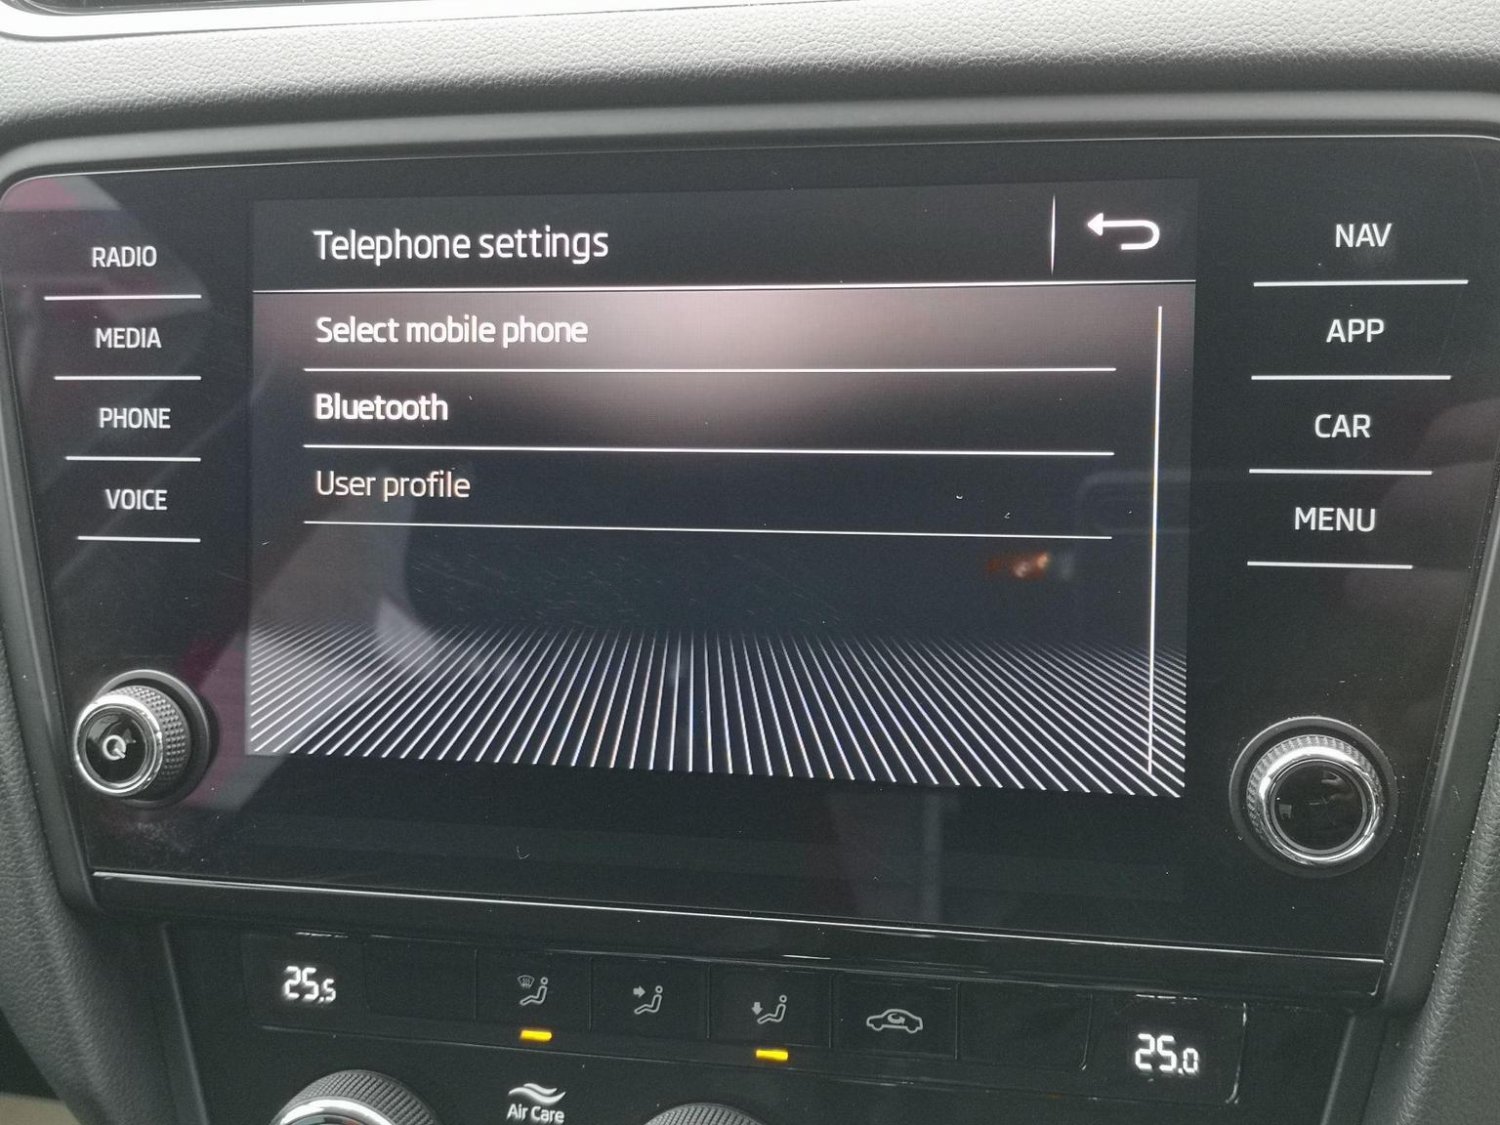 Telephone settings
Select mobile phone
Bluetooth
User profile
RADIO
MEDIA
PHONE
VOICE
NAV
APP
CAR
MENU
25.5
25.0
Air Care